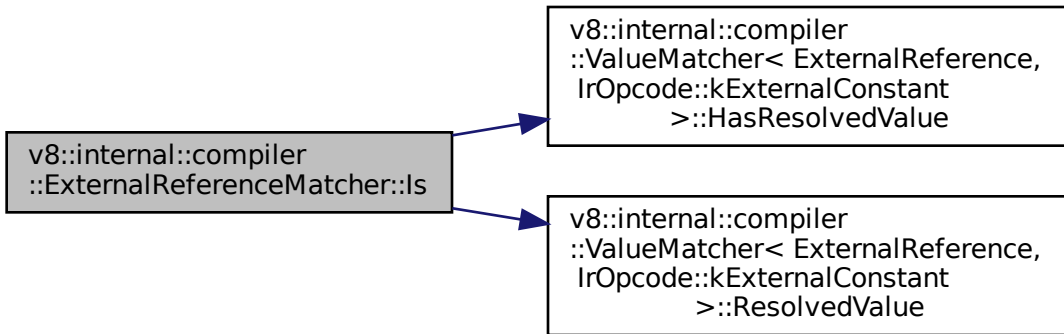 v8::internal::compiler
::ExternalReferenceMatcher::Is
v8::internal::compiler
::ValueMatcher< ExternalReference,
IrOpcode::kExternalConstant
>::HasResolvedValue
v8::internal::compiler
::ValueMatcher< ExternalReference,
IrOpcode::kExternalConstant
>::ResolvedValue